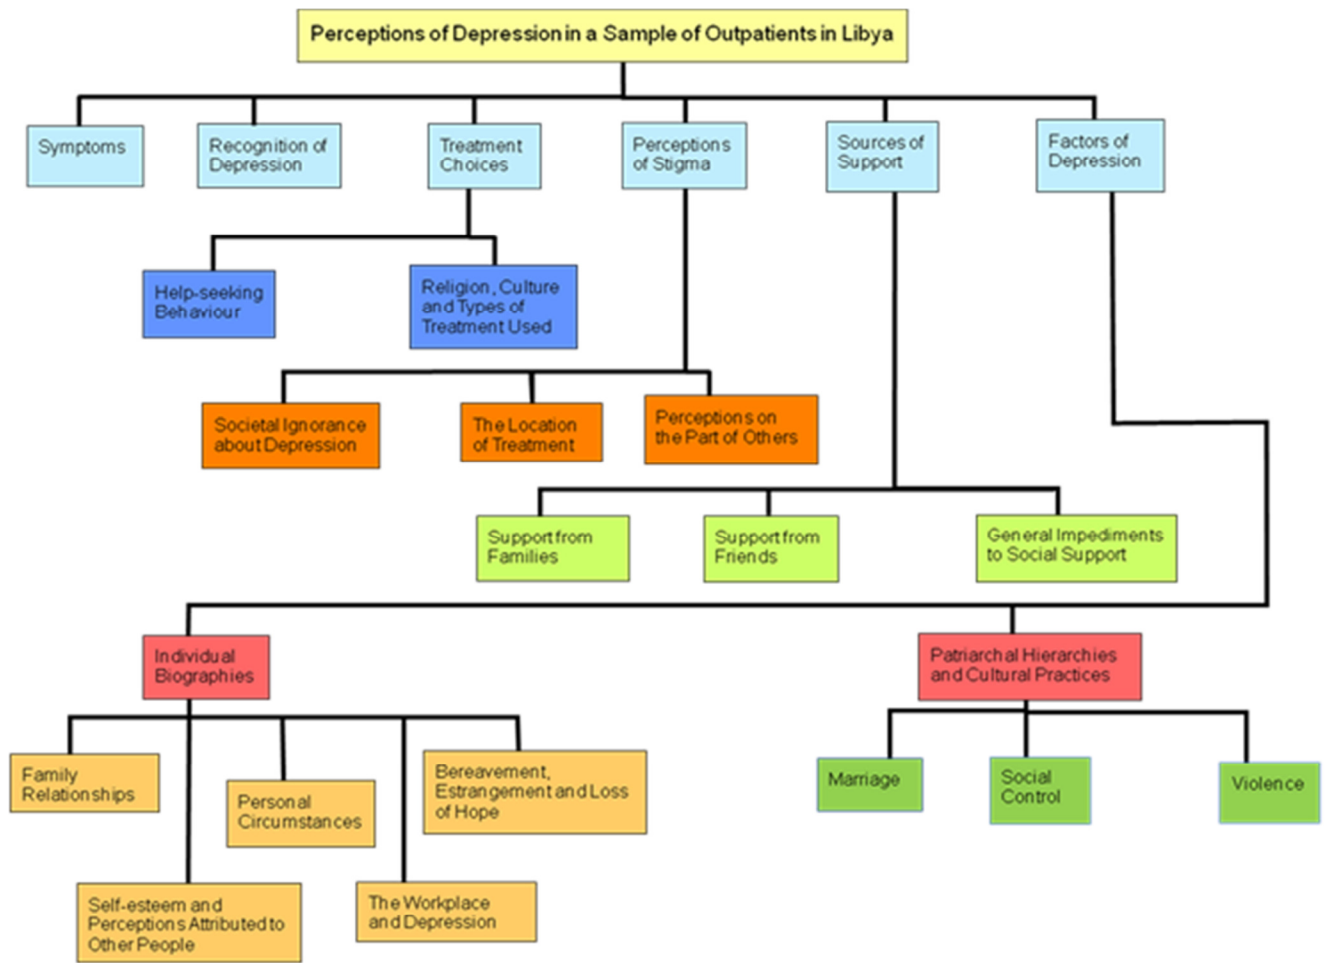 Perceptions of Depression in a Sample of Outpatients in Libya
Symptoms
Recognition of
Depression
Treatment
Choices
Perceptions
of Stigma
Sources of
Support
Factors of
Depression
Help-seeking
Behaviour
Religion, Culture
and Types of
Treatment Used
Societal Ignorance
about Depression
The Location
of Treatment
Perceptions on
the Part of Others
Support from
Families
Support from
Friends
General Impediments
to Social Support
Individual
Biographies
Patriarchal Hierarchies
and Cultural Practices
Family
Relationships
Personal
Circumstances
Bereavement,
Estrangement and Loss
of Hope
Marriage
Social
Control
Violence
Self-esteem and
Perceptions Attributed to
Other People
The Workplace
and Depression